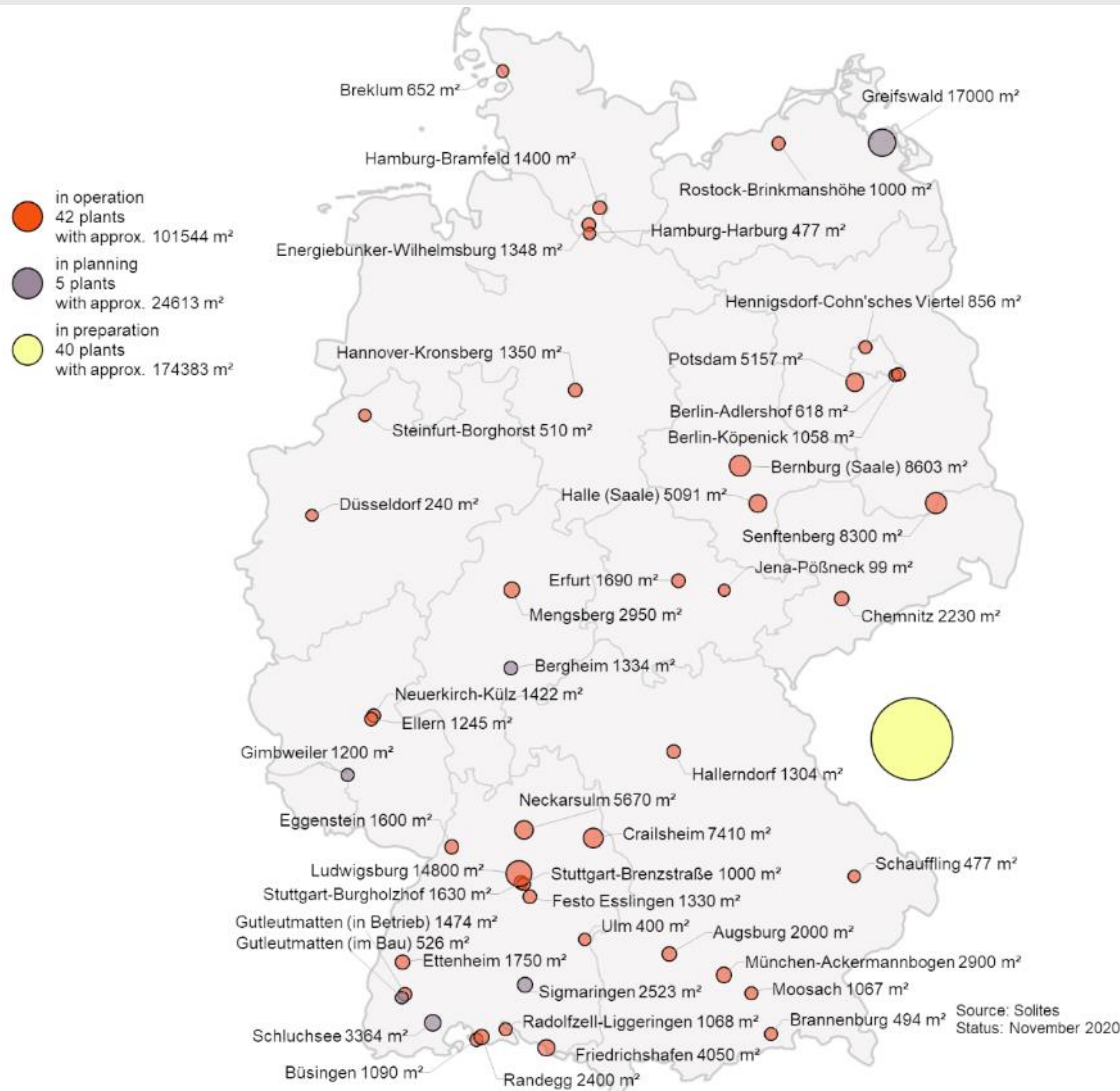 Breklum 652 m²
Greifswald 17000 m²
Hamburg-Bramfeld 1400 m²
Rostock-Brinkmanshöhe 1000 m²
in operation
42 plants
with approx. 101544 m²
in planning
5 plants
with approx. 24613 m²
in preparation
40 plants
with approx. 174383 m²
Energiebunker-Wilhelmsburg 1348 m²
Hamburg-Harburg 477 m²
Hennigsdorf-Cohn'sches Viertel 856 m²
Hannover-Kronsberg 1350 m²
Potsdam 5157 m²
Berlin-Adlershof 618 m²
Steinfurt-Borghorst 510 m²
Berlin-Köpenick 1058 m²
Bernburg (Saale) 8603 m²
Halle (Saale) 5091 m²
Düsseldorf 240 m²
Senftenberg 8300 m²
Jena-Pößneck 99 m²
Erfurt 1690 m²
Mengsberg 2950 m²
Chemnitz 2230 m²
Bergheim 1334 m²
Neuerkirch-Külz 1422 m²
Ellern 1245 m²
Gimbweiler 1200 m²
Hallerndorf 1304 m²
Neckarsulm 5670 m²
Eggenstein 1600 m²
Crailsheim 7410 m²
Ludwigsburg 14800 m²
Schauffling 477 m²
Stuttgart-Brenzstraße 1000 m²
Stuttgart-Burgholzhof 1630 m²
Festo Esslingen 1330 m²
Gutleutmatten (in Betrieb) 1474 m²
Ulm 400 m²
Augsburg 2000 m²
Gutleutmatten (im Bau) 526 m²
Ettenheim 1750 m²
München-Ackermannbogen 2900 m²
Sigmaringen 2523 m²
Moosach 1067 m²
Schluchsee 3364 m²
Radolfzell-Liggeringen 1068 m²
Brannenburg 494 m²
Source: Solites
Status: November 2020
Friedrichshafen 4050 m²
Büsingen 1090 m²
Randegg 2400 m²